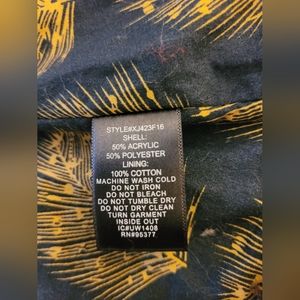 STYLE#XJ423F16
SHELL:
50% ACRYLIC
50% POLYESTER
LINING:
100% COTTON
MACHINE WASH COLD
DO NOT IRON
DO NOT BLEACH
DO NOT TUMBLE DRY
DO NOT DRY CLEAN
TURN GARMENT
INSIDE OUT
IC#UW1408
RN#95377